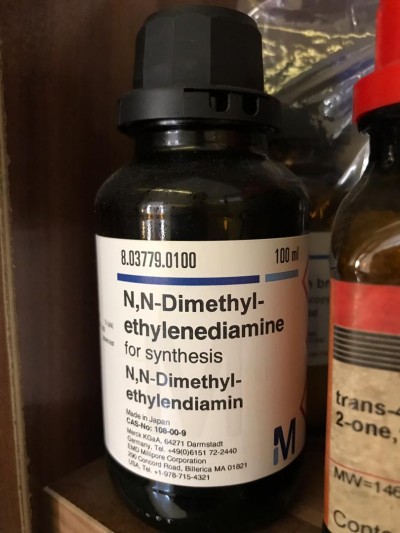 8.03779.0100
100 ml
N,N-Dimethyl-
ethylenediamine
for synthesis
N,N-Dimethyl-
ethylendiamin
Made in Japan
CAS-No: 108-00-9
Merck KGaA, 64271 Darmstadt
Germany, Tel. +49(0)6151 72-2440
EMD Millipore Corporation
290 Concord Road, Billerica MA 01821
USA, Tel. +1-978-715-4321
M
trans-4
2-one,
MW=146
Conte